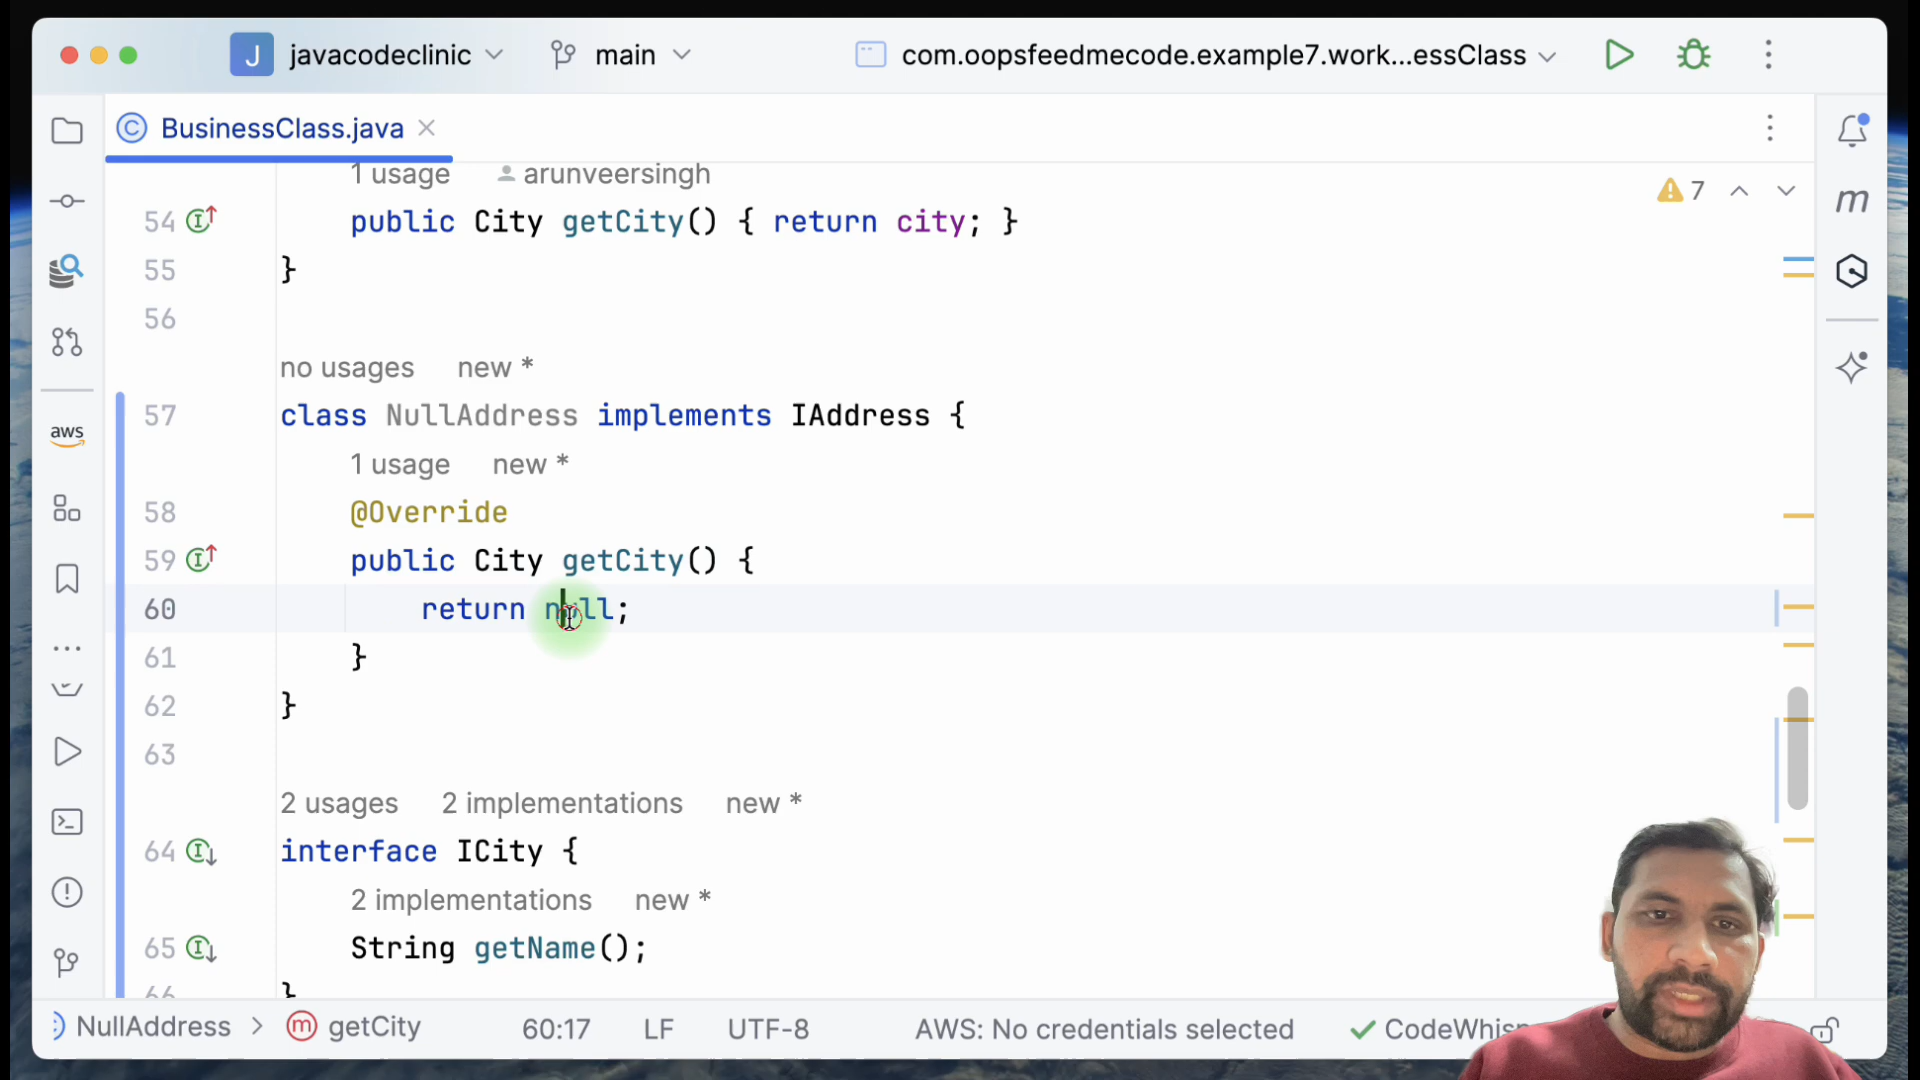 J javacodeclinic main com.oopsfeedmecode.example7.work...essClass
C BusinessClass.java
1 usage arunveersingh
7
54 public City getCity() { return city; }
55 }
56
no usages new *
57 class NullAddress implements IAddress {
1 usage new *
58 @Override
59 public City getCity() {
60 return null;
61 }
62 }
63
2 usages 2 implementations new *
64 interface ICity {
2 implementations new *
65 String getName();
66 }
aws
m
NullAddress > m getCity 60:17 LF UTF-8 AWS: No credentials selected